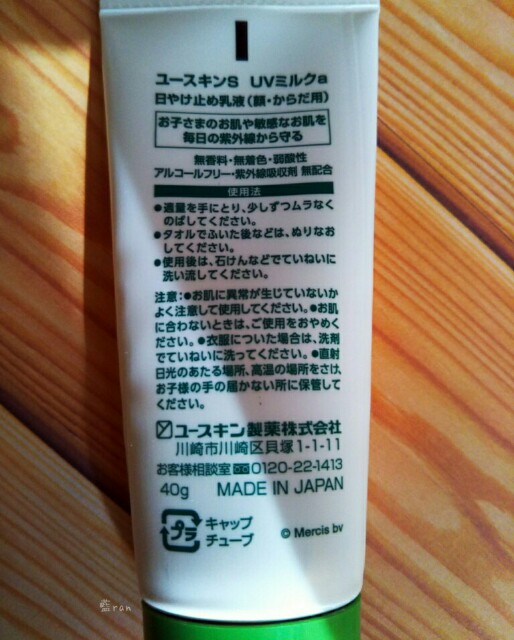 ユースキンS UVミルクa
日やけ止め乳液(顔・からだ用)
お子さまのお肌や敏感なお肌を
毎日の紫外線から守る
無香料・無着色・弱酸性
アルコールフリー・紫外線吸収剤 無配合
使用法
●適量を手にとり、少しずつムラなく
のばしてください。
●タオルでふいた後などは、ぬりなお
してください。
●使用後は、石けんなどでていねいに
洗い流してください。
注意:●お肌に異常が生じていないか
よく注意して使用してください。●お肌
に合わないときは、ご使用をおやめく
ださい。●衣服についた場合は、洗剤
でていねいに洗ってください。●直射
日光のあたる場所、高温の場所をさけ、
お子様の手の届かない所に保管して
ください。
ユースキン製薬株式会社
川崎市川崎区貝塚1-1-11
お客様相談室 0120-22-1413
40g MADE IN JAPAN
プラ
キャップ
チューブ
© Mercis bv
ran